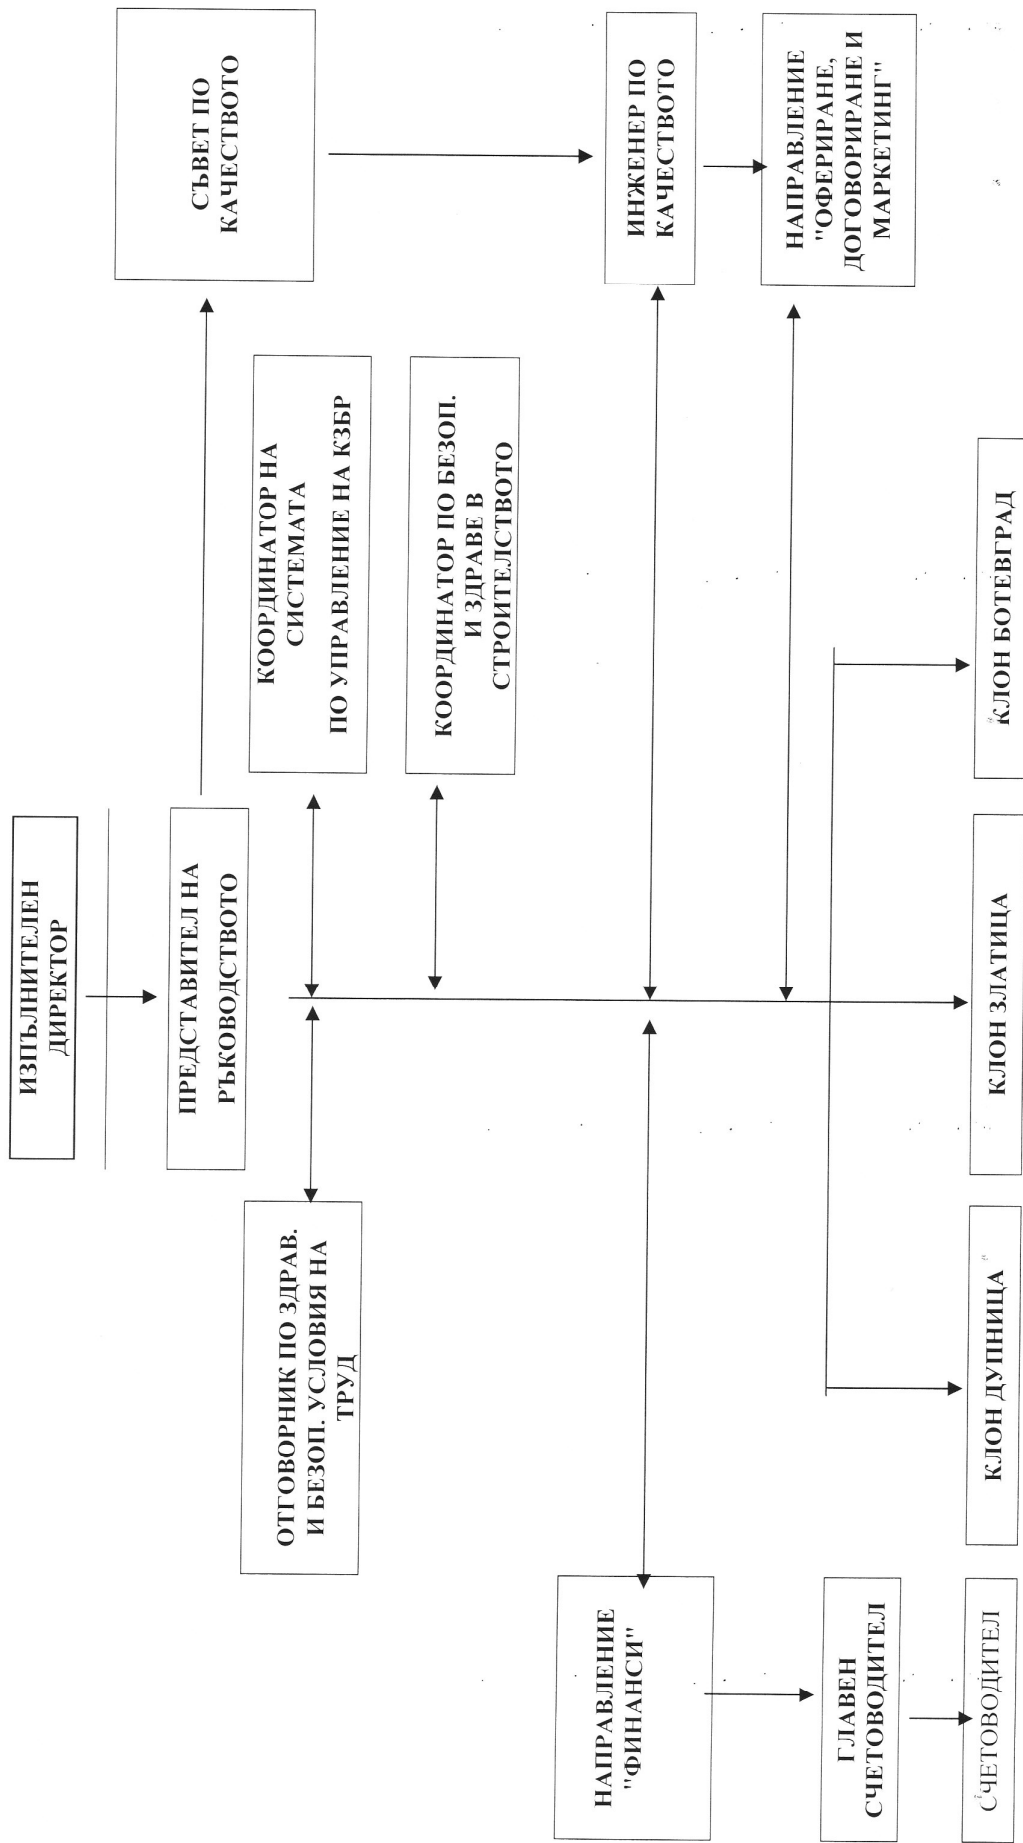 ИЗПЪЛНИТЕЛЕН
ДИРЕКТОР
ПРЕДСТАВИТЕЛ НА
РЪКОВОДСТВОТО
СЪВЕТ ПО
КАЧЕСТВОТО
ОТГОВОРНИК ПО ЗДРАВ.
И БЕЗОП. УСЛОВИЯ НА
ТРУД
КООРДИНАТОР НА
СИСТЕМАТА
ПО УПРАВЛЕНИЕ НА КЗБР
КООРДИНАТОР ПО БЕЗОП.
И ЗДРАВЕ В
СТРОИТЕЛСТВОТО
НАПРАВЛЕНИЕ
"ФИНАНСИ"
ИНЖЕНЕР ПО
КАЧЕСТВОТО
НАПРАВЛЕНИЕ
"ОФЕРИРАНЕ,
ДОГОВОРИРАНЕ И
МАРКЕТИНГ"
ГЛАВЕН
СЧЕТОВОДИТЕЛ
СЧЕТОВОДИТЕЛ
КЛОН ДУПНИЦА
КЛОН ЗЛАТИЦА
КЛОН БОТЕВГРАД